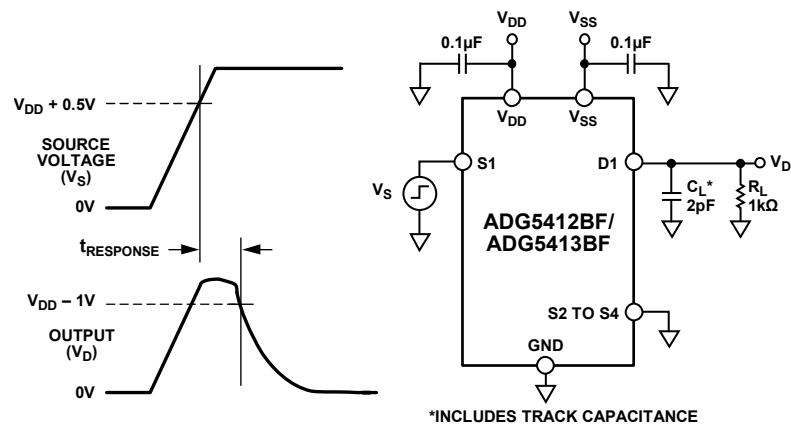 V_DD + 0.5V
SOURCE
VOLTAGE
(V_S)
0V
t_RESPONSE
V_DD – 1V
OUTPUT
(V_D)
0V
V_DD
V_SS
0.1µF
0.1µF
V_DD
V_SS
S1
D1
V_D
V_S
C_L*
2pF
R_L
1kΩ
ADG5412BF/
ADG5413BF
S2 TO S4
GND
*INCLUDES TRACK CAPACITANCE